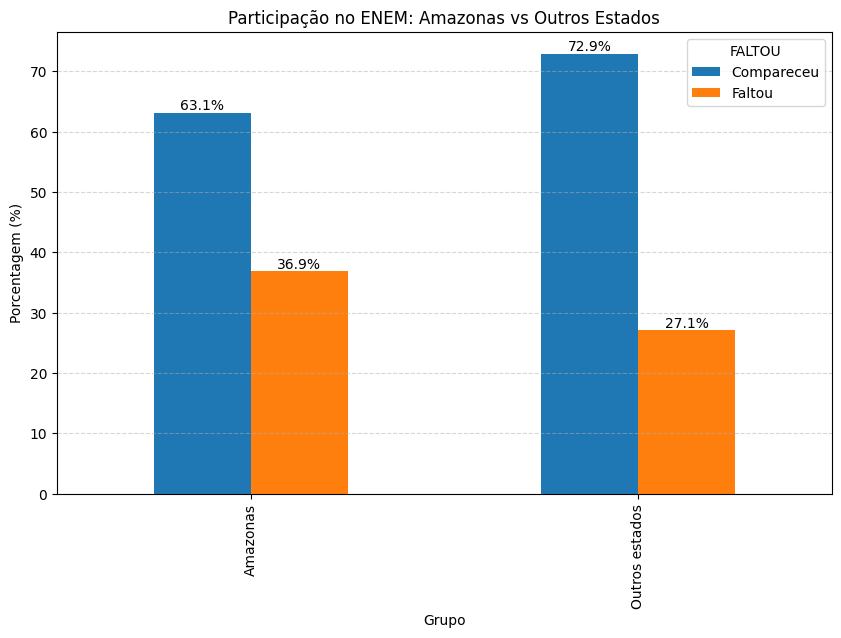 Participação no ENEM: Amazonas vs Outros Estados
FALTOU
Compareceu
Faltou
72.9%
63.1%
36.9%
27.1%
Porcentagem (%)
70
60
50
40
30
20
10
0
Amazonas
Outros estados
Grupo